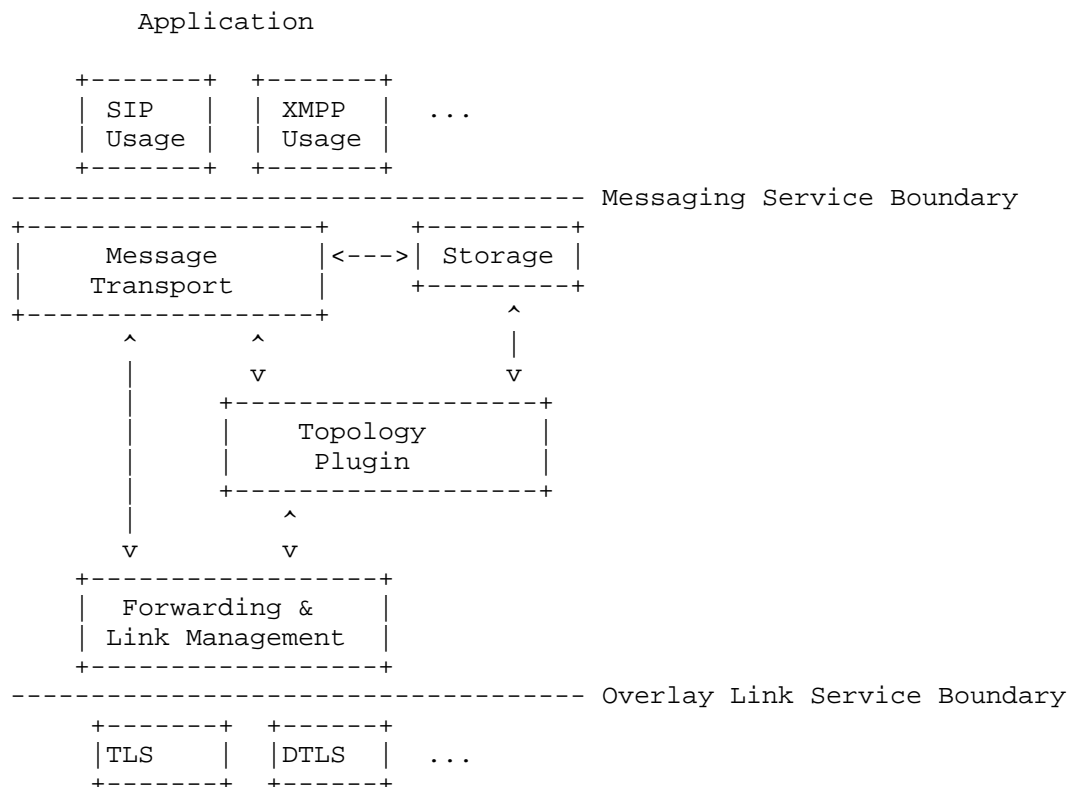 Application
+-------+  +-------+
| SIP   |  | XMPP  |  ...
| Usage |  | Usage |
+-------+  +-------+
------------------------------------ Messaging Service Boundary
+------------------+     +---------+
|     Message      |<--->| Storage |
|    Transport     |     +---------+
+------------------+           ^
^       ^               |
|       v               v
|     +-------------------+
|     |    Topology       |
|     |     Plugin        |
|     +-------------------+
|         ^
v         v
+------------------+
|  Forwarding &    |
| Link Management  |
+------------------+
------------------------------------ Overlay Link Service Boundary
+-------+  +------+
|TLS    |  |DTLS  |  ...
+-------+  +------+